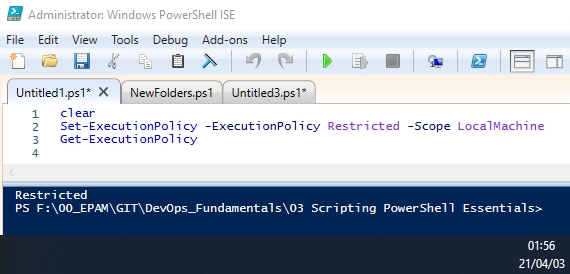 Administrator: Windows PowerShell ISE
File Edit View Tools Debug Add-ons Help
Untitled1.ps1* X NewFolders.ps1 Untitled3.ps1*
1 clear
2 Set-ExecutionPolicy -ExecutionPolicy Restricted -Scope LocalMachine
3 Get-ExecutionPolicy
4
Restricted
PS F:\00_EPAM\GIT\DevOps_Fundamentals\03 Scripting PowerShell Essentials>
01:56
21/04/03